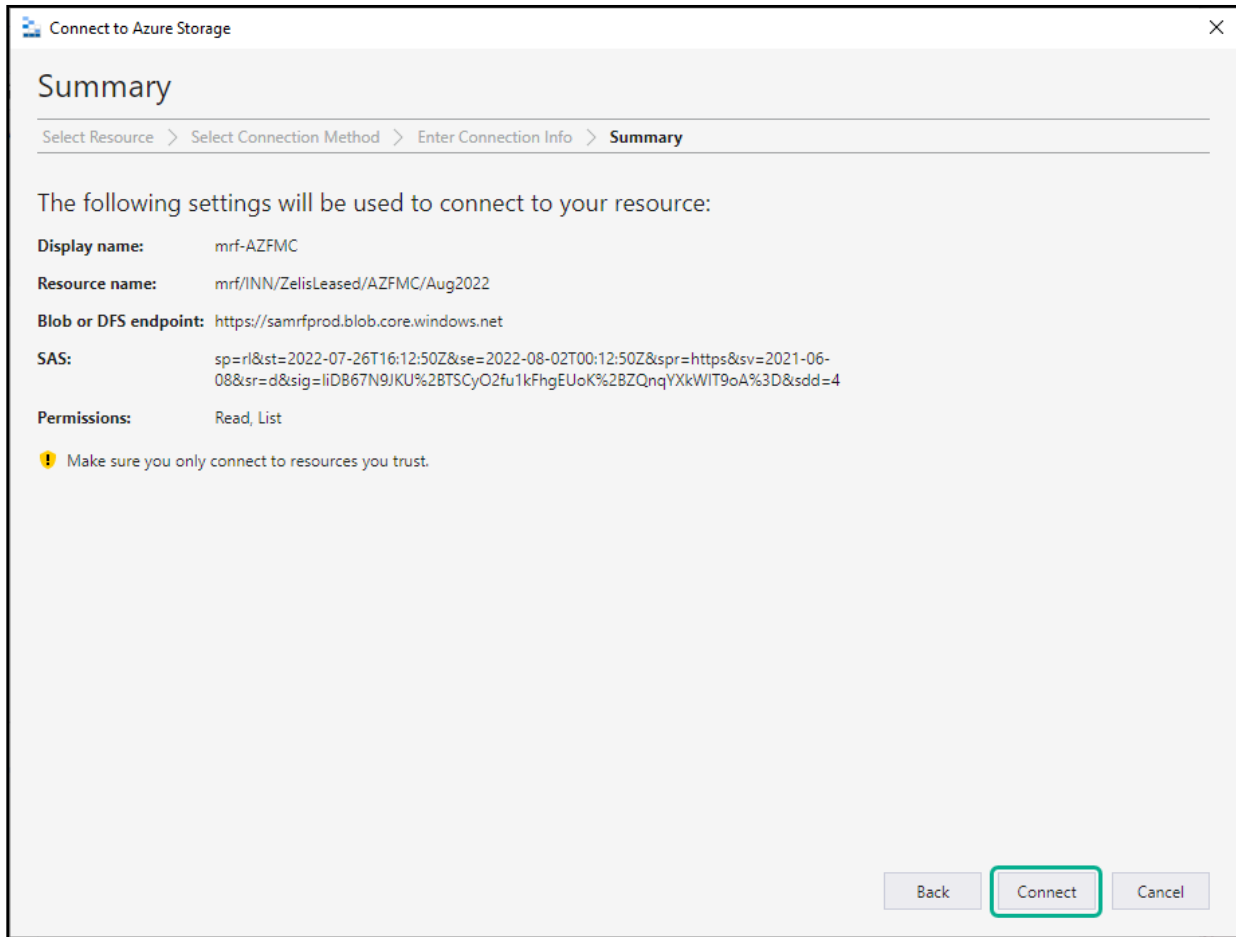 Connect to Azure Storage
Summary
Select Resource > Select Connection Method > Enter Connection Info > Summary
The following settings will be used to connect to your resource:
Display name: mrf-AZFMC
Resource name: mrf/INN/ZelisLeased/AZFMC/Aug2022
Blob or DFS endpoint: https://samrfprod.blob.core.windows.net
SAS: sp=rl&st=2022-07-26T16:12:50Z&se=2022-08-02T00:12:50Z&spr=https&sv=2021-06-
08&sr=d&sig=liDB67N9JKU%2BTSCyO2fu1kFhgEUoK%2BZQnqYXkWIT9oA%3D&sdd=4
Permissions: Read, List
Make sure you only connect to resources you trust.
Back Connect Cancel